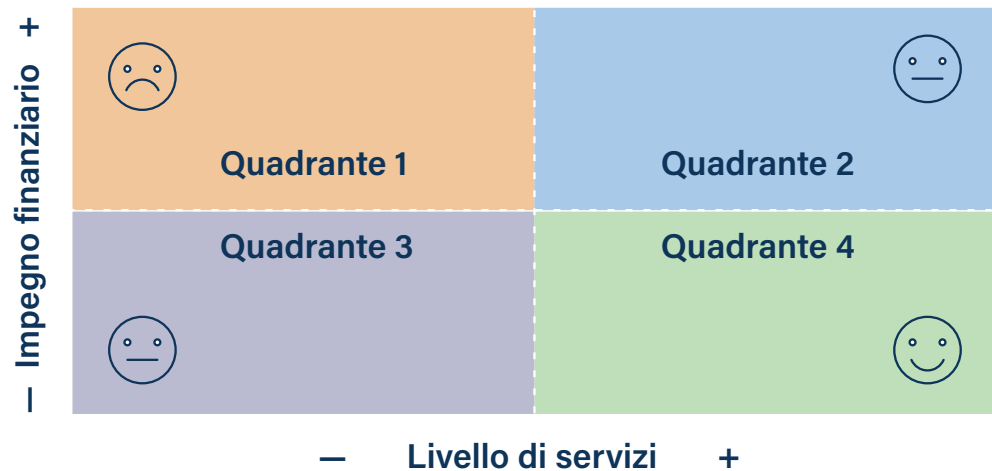 — Impegno finanziario +
Quadrante 1
Quadrante 2
Quadrante 3
Quadrante 4
— Livello di servizi +